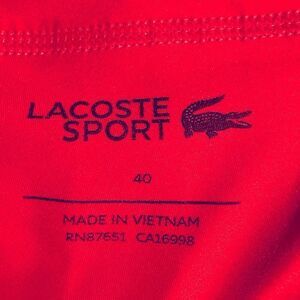 LACOSTE
SPORT
40
MADE IN VIETNAM
RN87651 CA16998